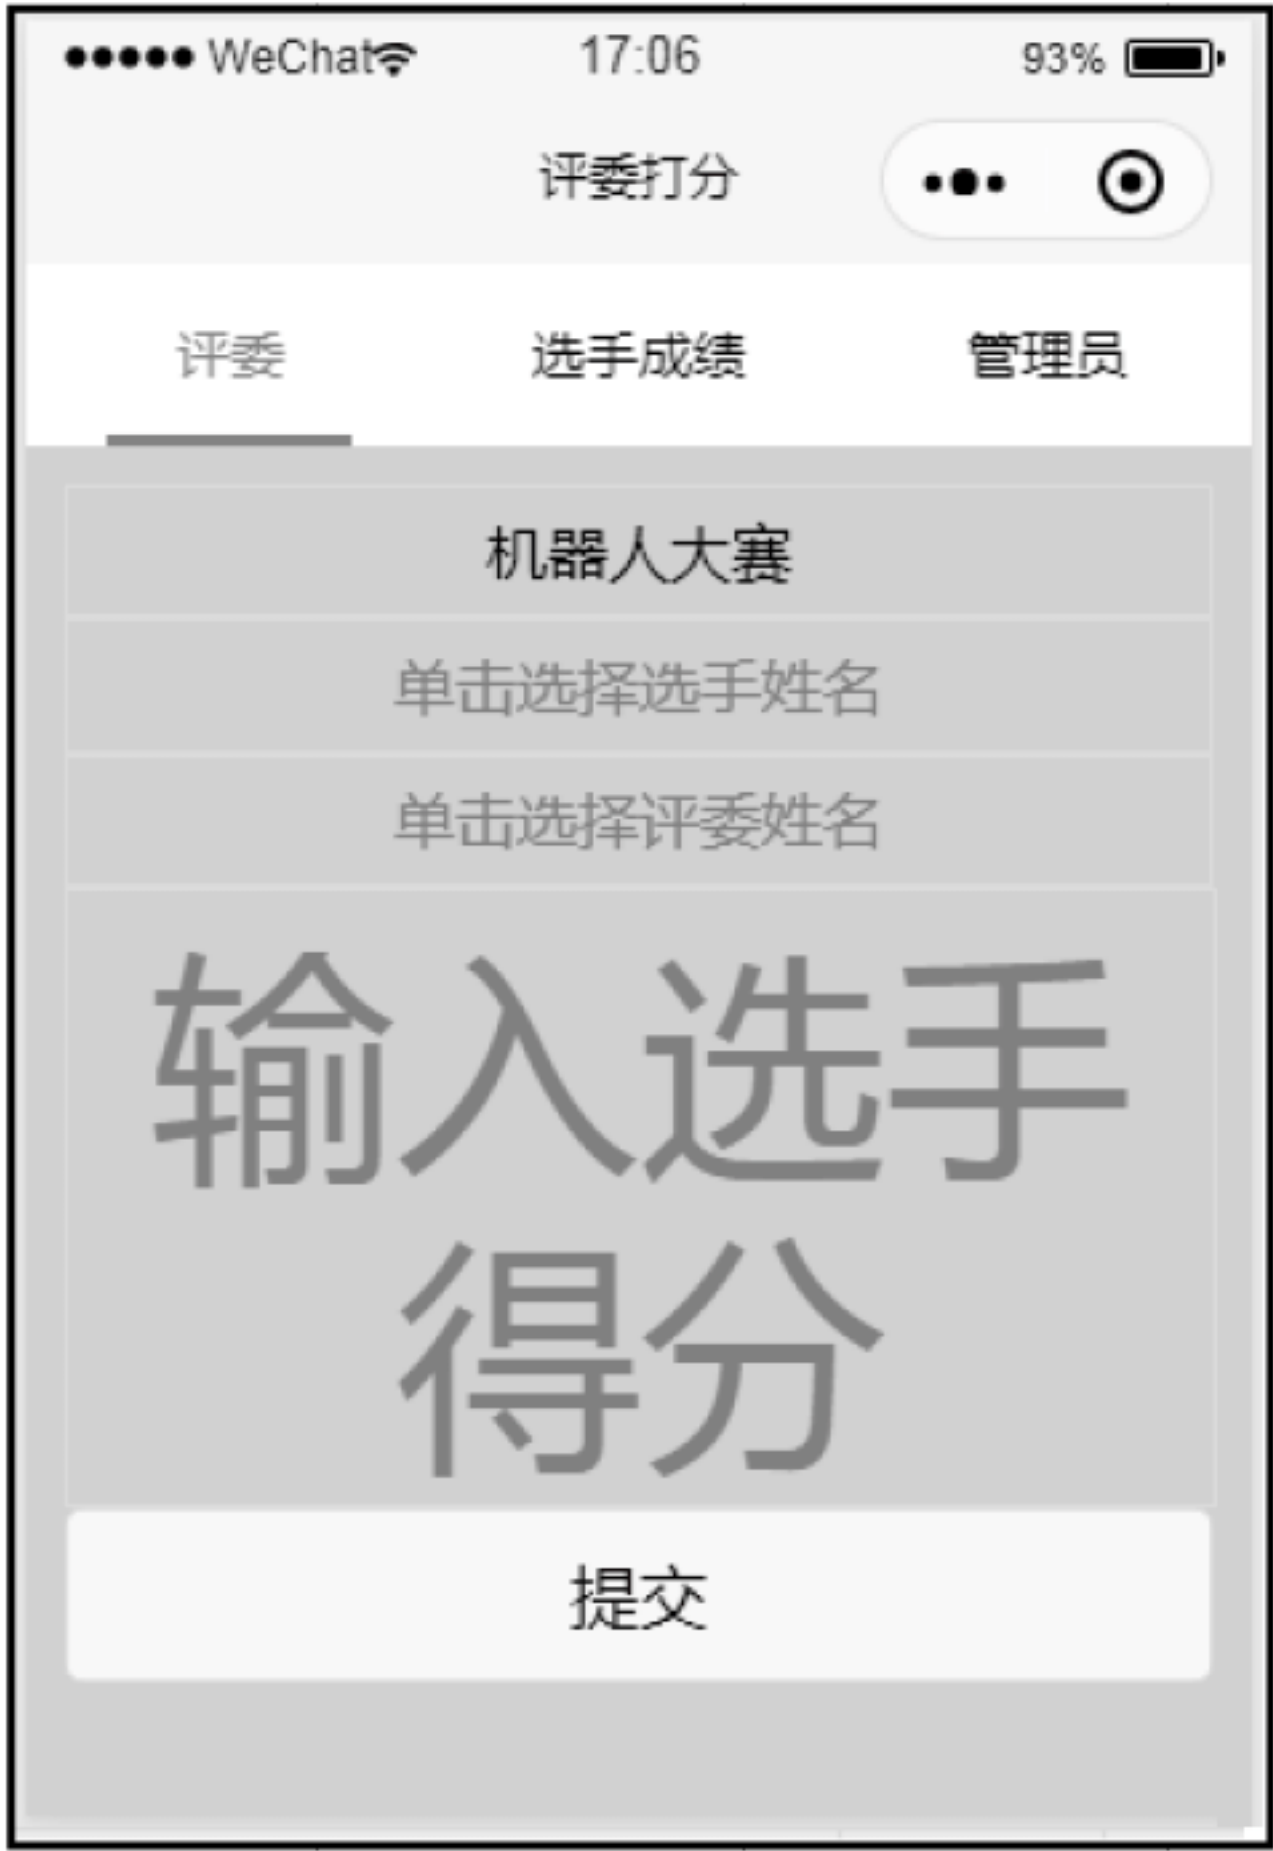 WeChat 17:06 93%
评委打分
评委 选手成绩 管理员
机器人大赛
单击选择选手姓名
单击选择评委姓名
输入选手
得分
提交